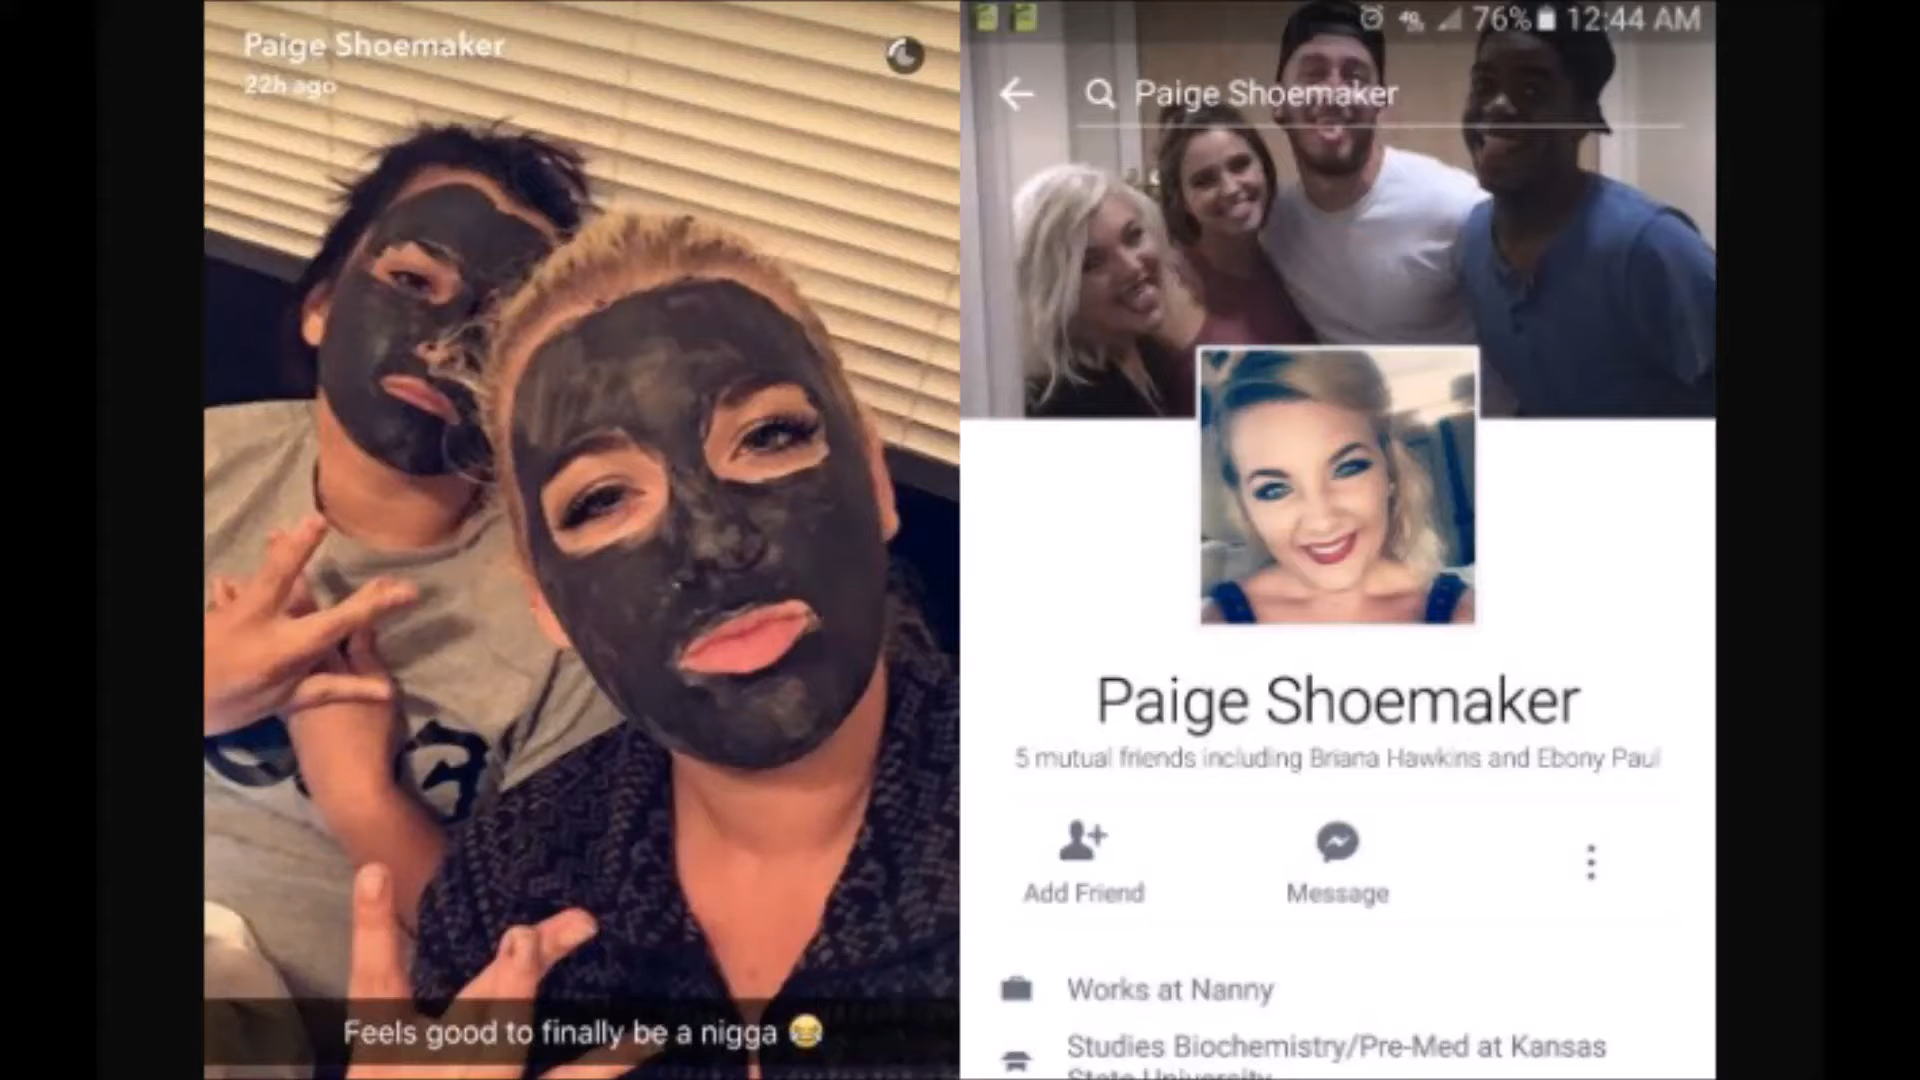 Paige Shoemaker
22h ago
Feels good to finally be a nigga 😂
76% 12:44 AM
Paige Shoemaker
Paige Shoemaker
5 mutual friends including Briana Hawkins and Ebony Paul
Add Friend
Message
Works at Nanny
Studies Biochemistry/Pre-Med at Kansas
State University